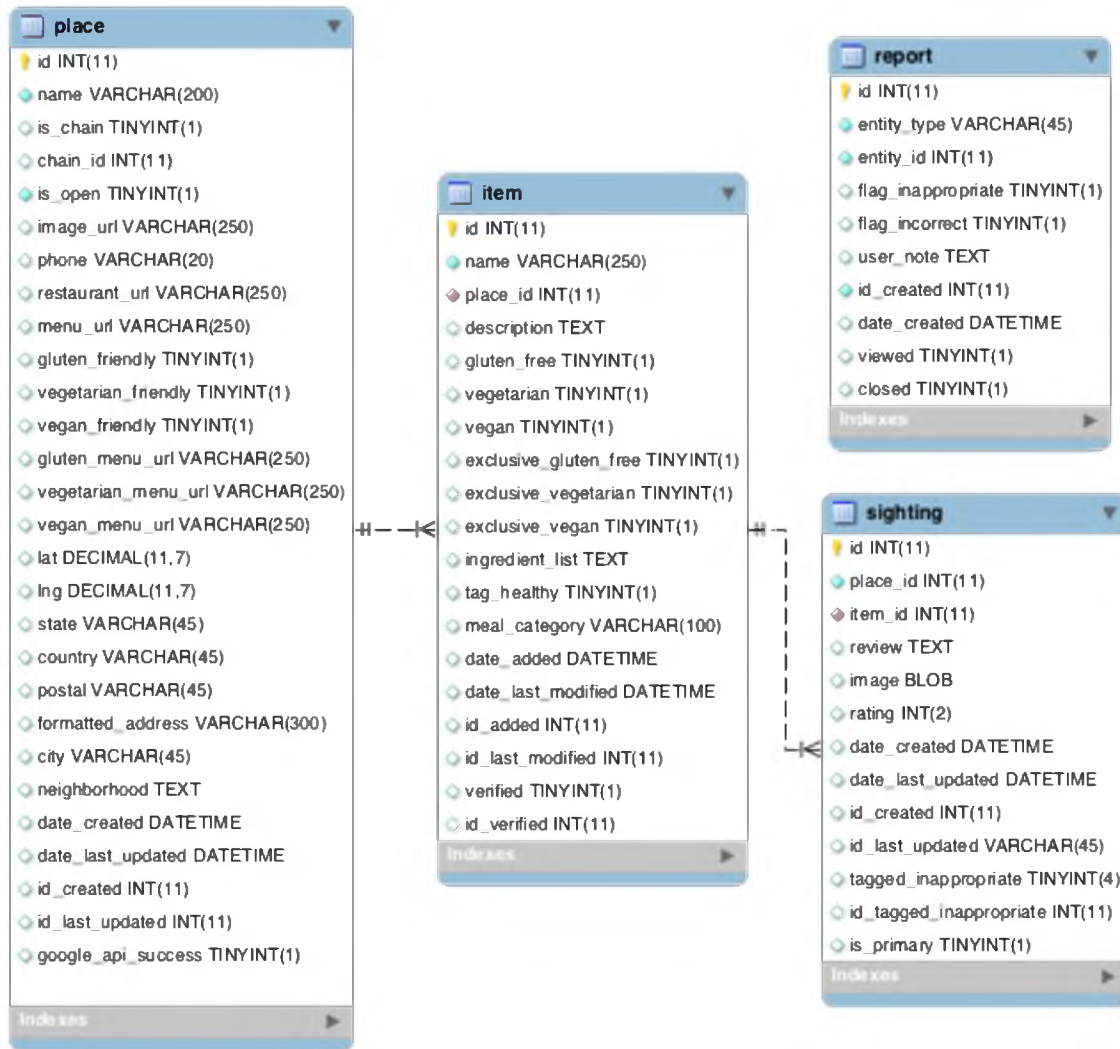 place
id INT(11)
name VARCHAR(200)
is_chain TINYINT(1)
chain_id INT(11)
is_open TINYINT(1)
image_url VARCHAR(250)
phone VARCHAR(20)
restaurant_url VARCHAR(250)
menu_url VARCHAR(250)
gluten_friendly TINYINT(1)
vegetarian_friendly TINYINT(1)
vegan_friendly TINYINT(1)
gluten_menu_url VARCHAR(250)
vegetarian_menu_url VARCHAR(250)
vegan_menu_url VARCHAR(250)
lat DECIMAL(11,7)
lng DECIMAL(11,7)
state VARCHAR(45)
country VARCHAR(45)
postal VARCHAR(45)
formatted_address VARCHAR(300)
city VARCHAR(45)
neighborhood TEXT
date_created DATETIME
date_last_updated DATETIME
id_created INT(11)
id_last_updated INT(11)
google_api_success TINYINT(1)
Indexes
item
id INT(11)
name VARCHAR(250)
place_id INT(11)
description TEXT
gluten_free TINYINT(1)
vegetarian TINYINT(1)
vegan TINYINT(1)
exclusive_gluten_free TINYINT(1)
exclusive_vegetarian TINYINT(1)
exclusive_vegan TINYINT(1)
ingredient_list TEXT
tag_healthy TINYINT(1)
meal_category VARCHAR(100)
date_added DATETIME
date_last_modified DATETIME
id_added INT(11)
id_last_modified INT(11)
verified TINYINT(1)
id_verified INT(11)
Indexes
report
id INT(11)
entity_type VARCHAR(45)
entity_id INT(11)
flag_inappropriate TINYINT(1)
flag_incorrect TINYINT(1)
user_note TEXT
id_created INT(11)
date_created DATETIME
viewed TINYINT(1)
closed TINYINT(1)
Indexes
sighting
id INT(11)
place_id INT(11)
item_id INT(11)
review TEXT
image BLOB
rating INT(2)
date_created DATETIME
date_last_updated DATETIME
id_created INT(11)
id_last_updated VARCHAR(45)
tagged_inappropriate TINYINT(4)
id_tagged_inappropriate INT(11)
is_primary TINYINT(1)
Indexes